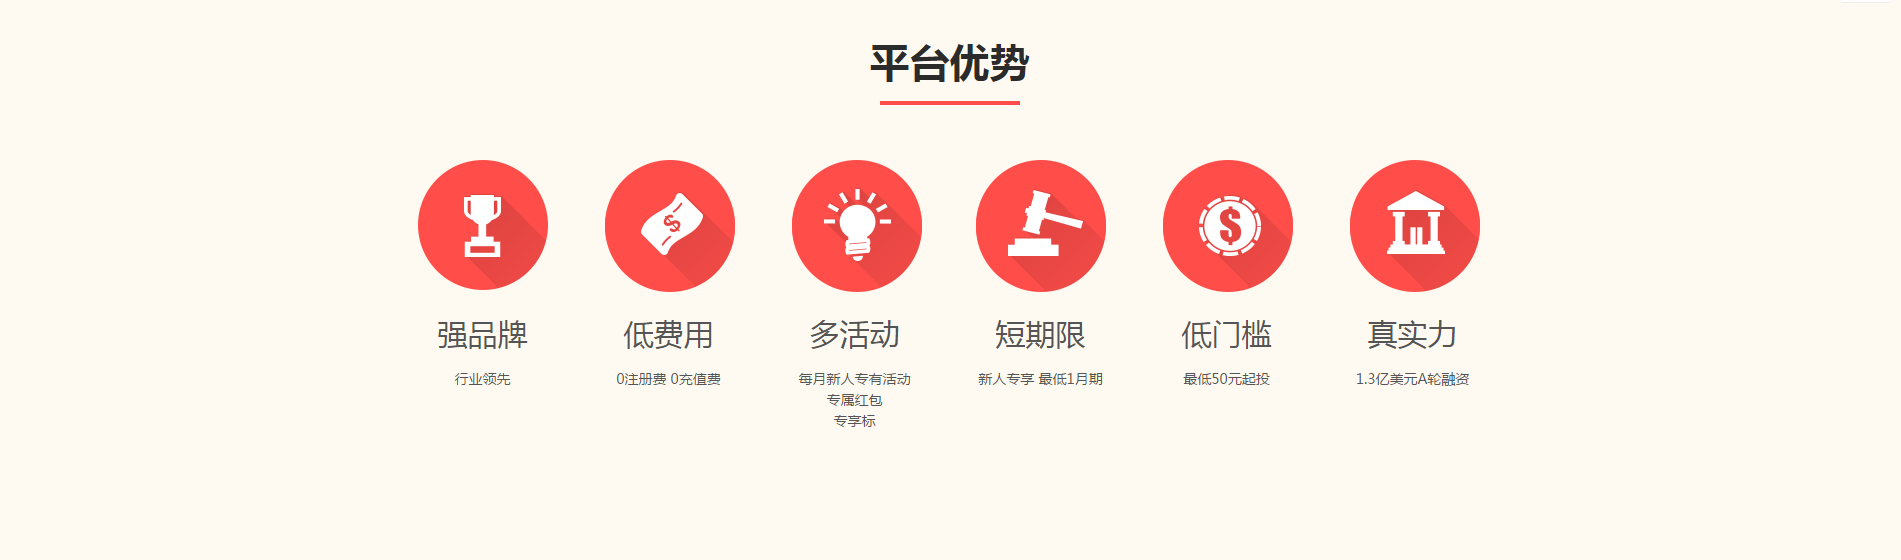 平台优势
强品牌
行业领先
低费用
0注册费 0充值费
多活动
每月新人专有活动
专属红包
专享标
短期限
新人专享 最低1月期
低门槛
最低50元起投
真实力
1.3亿美元A轮融资